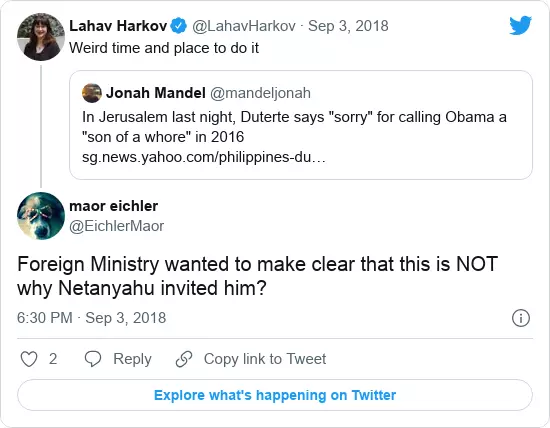 Lahav Harkov @LahavHarkov · Sep 3, 2018
Weird time and place to do it
Jonah Mandel @mandeljonah
In Jerusalem last night, Duterte says "sorry" for calling Obama a
"son of a whore" in 2016
sg.news.yahoo.com/philippines-du…
maor eichler
@EichlerMaor
Foreign Ministry wanted to make clear that this is NOT
why Netanyahu invited him?
6:30 PM · Sep 3, 2018
2 Reply Copy link to Tweet
Explore what's happening on Twitter